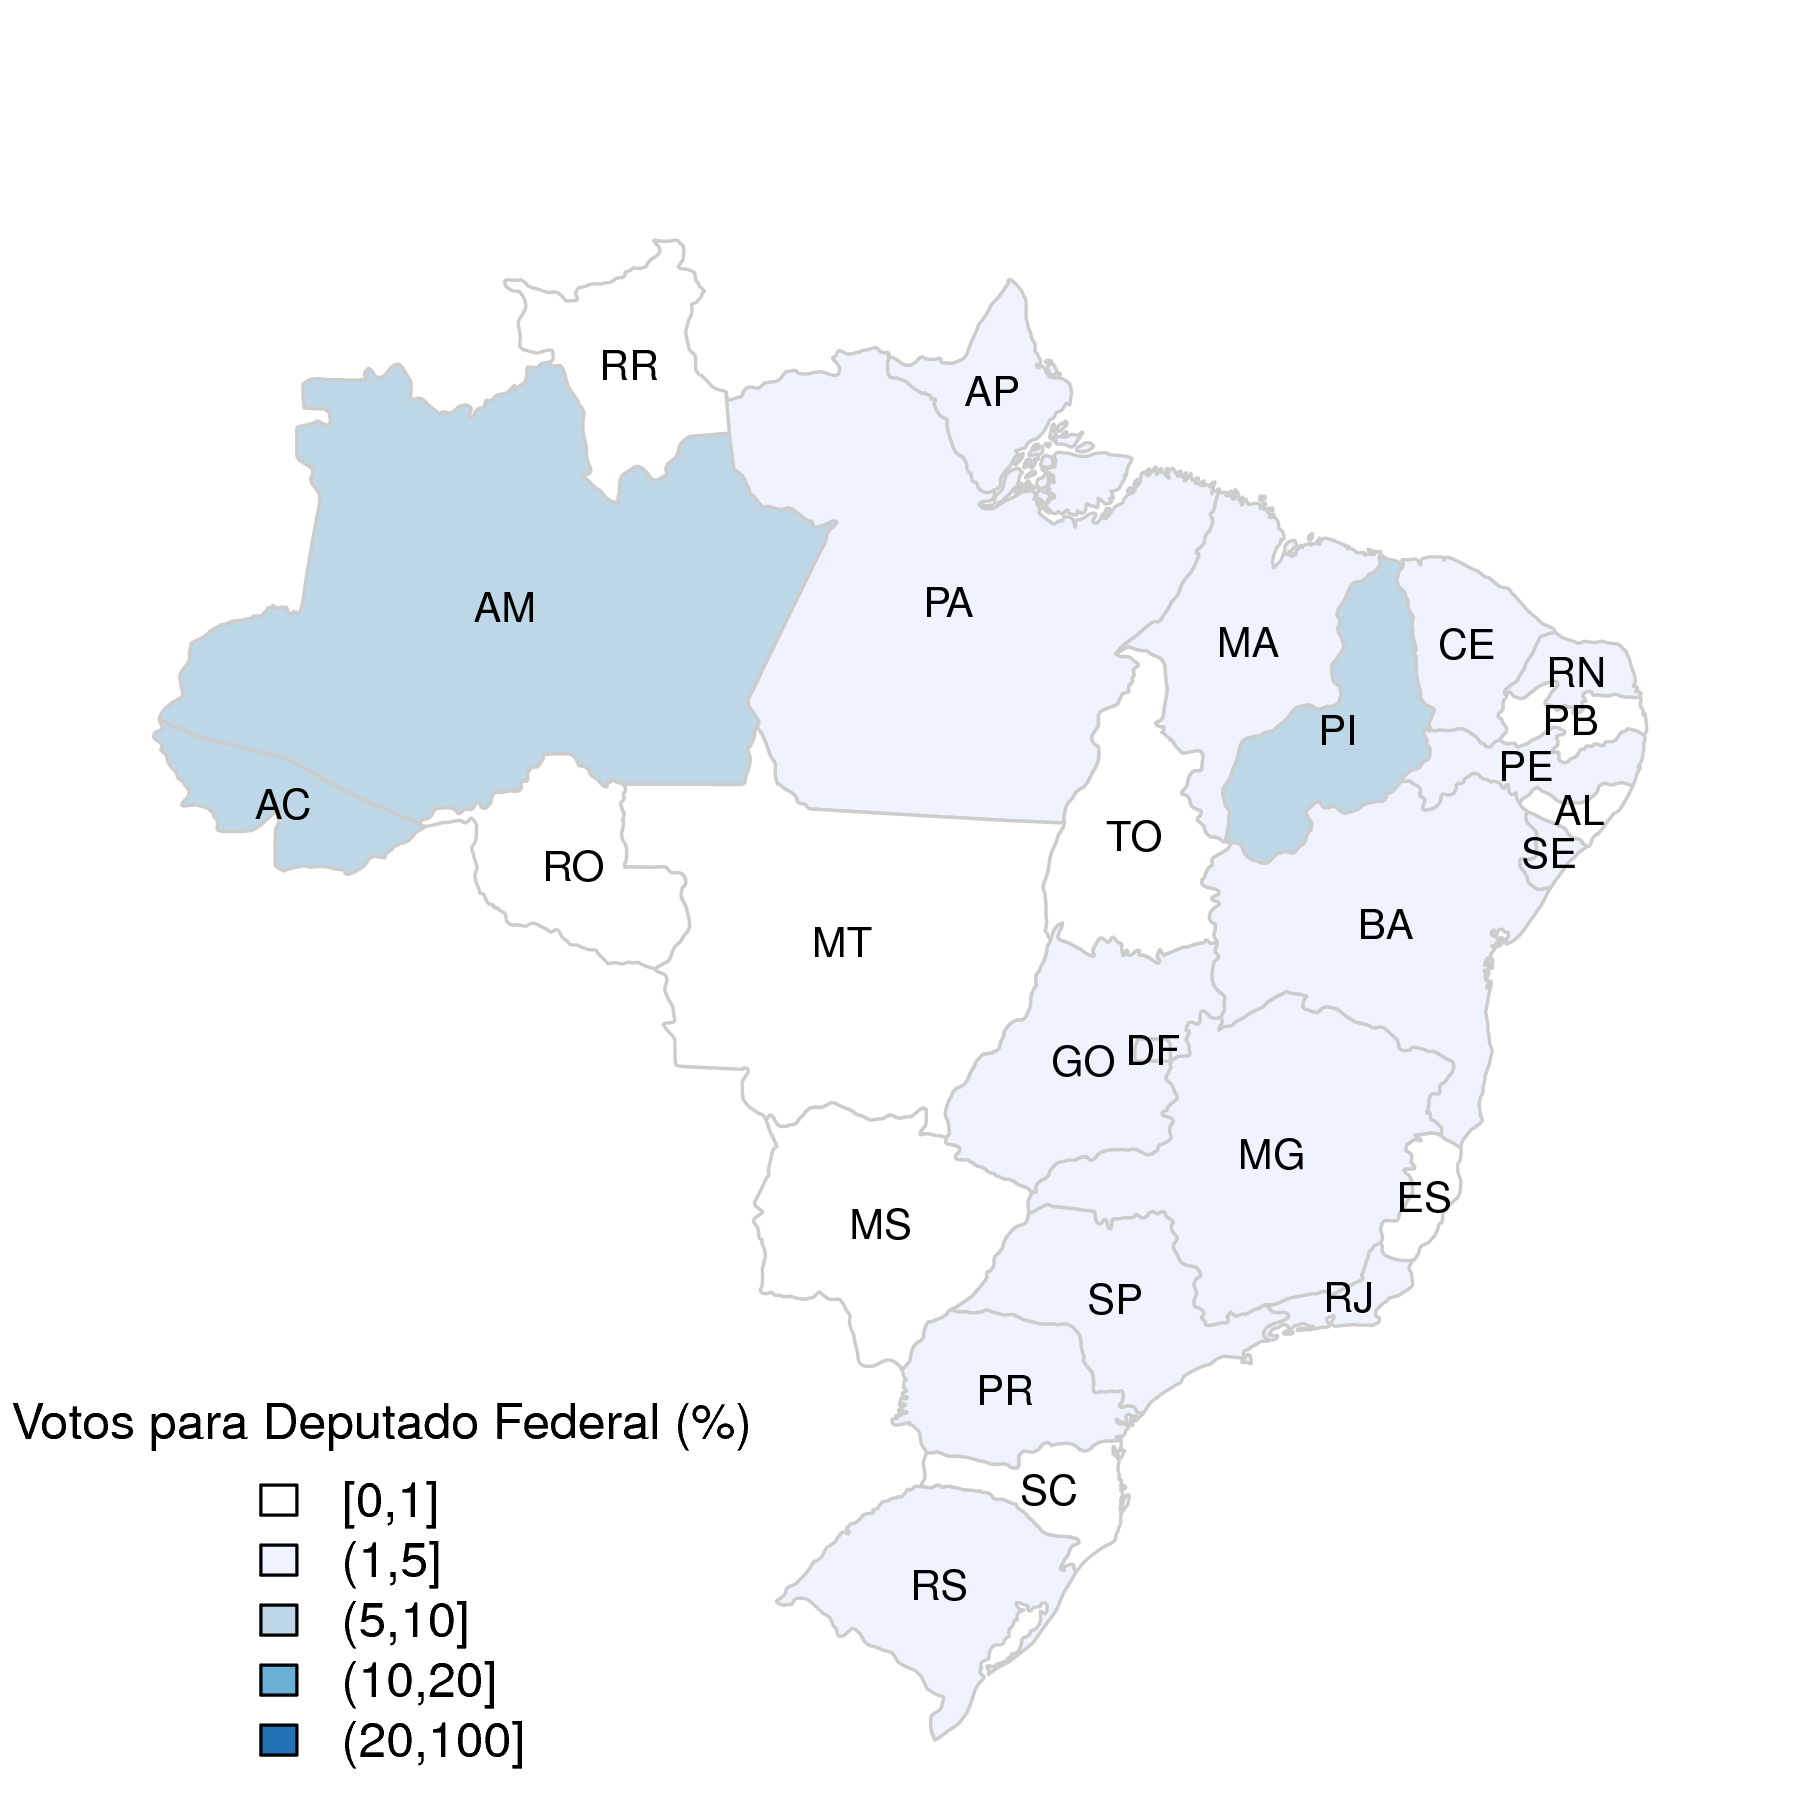 RR
AP
AM
PA
MA
CE
RN
PB
PI
PE
AC
AL
TO
SE
RO
BA
MT
DF
GO
MG
ES
MS
RJ
SP
PR
SC
RS
Votos para Deputado Federal (%)
[0,1]
(1,5]
(5,10]
(10,20]
(20,100]